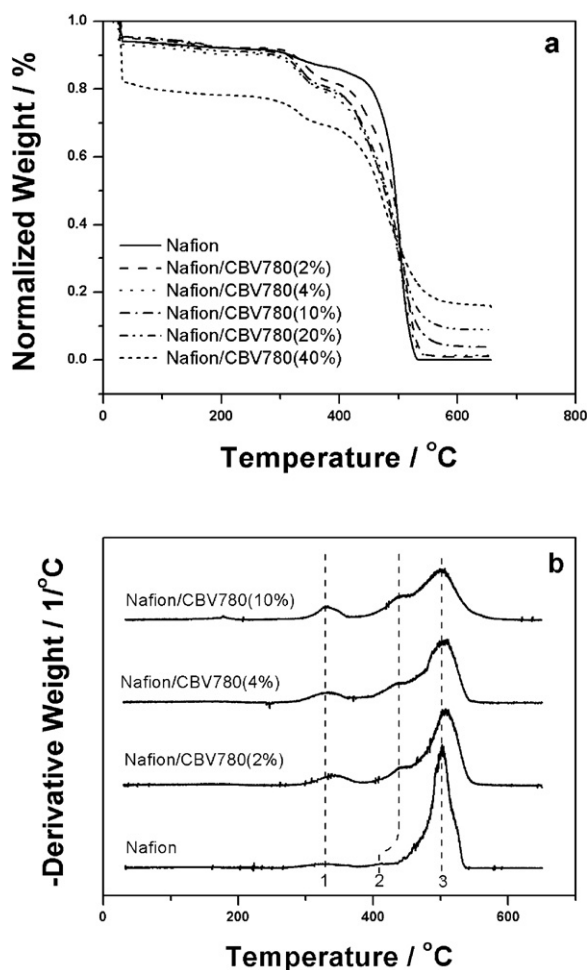 a
Normalized Weight / %
1.0
0.8
0.6
0.4
0.2
0.0
Nafion
Nafion/CBV780(2%)
Nafion/CBV780(4%)
Nafion/CBV780(10%)
Nafion/CBV780(20%)
Nafion/CBV780(40%)
0 200 400 600 800
Temperature / °C
b
-Derivative Weight / 1/°C
Nafion/CBV780(10%)
Nafion/CBV780(4%)
Nafion/CBV780(2%)
Nafion
1 2 3
0 200 400 600
Temperature / °C